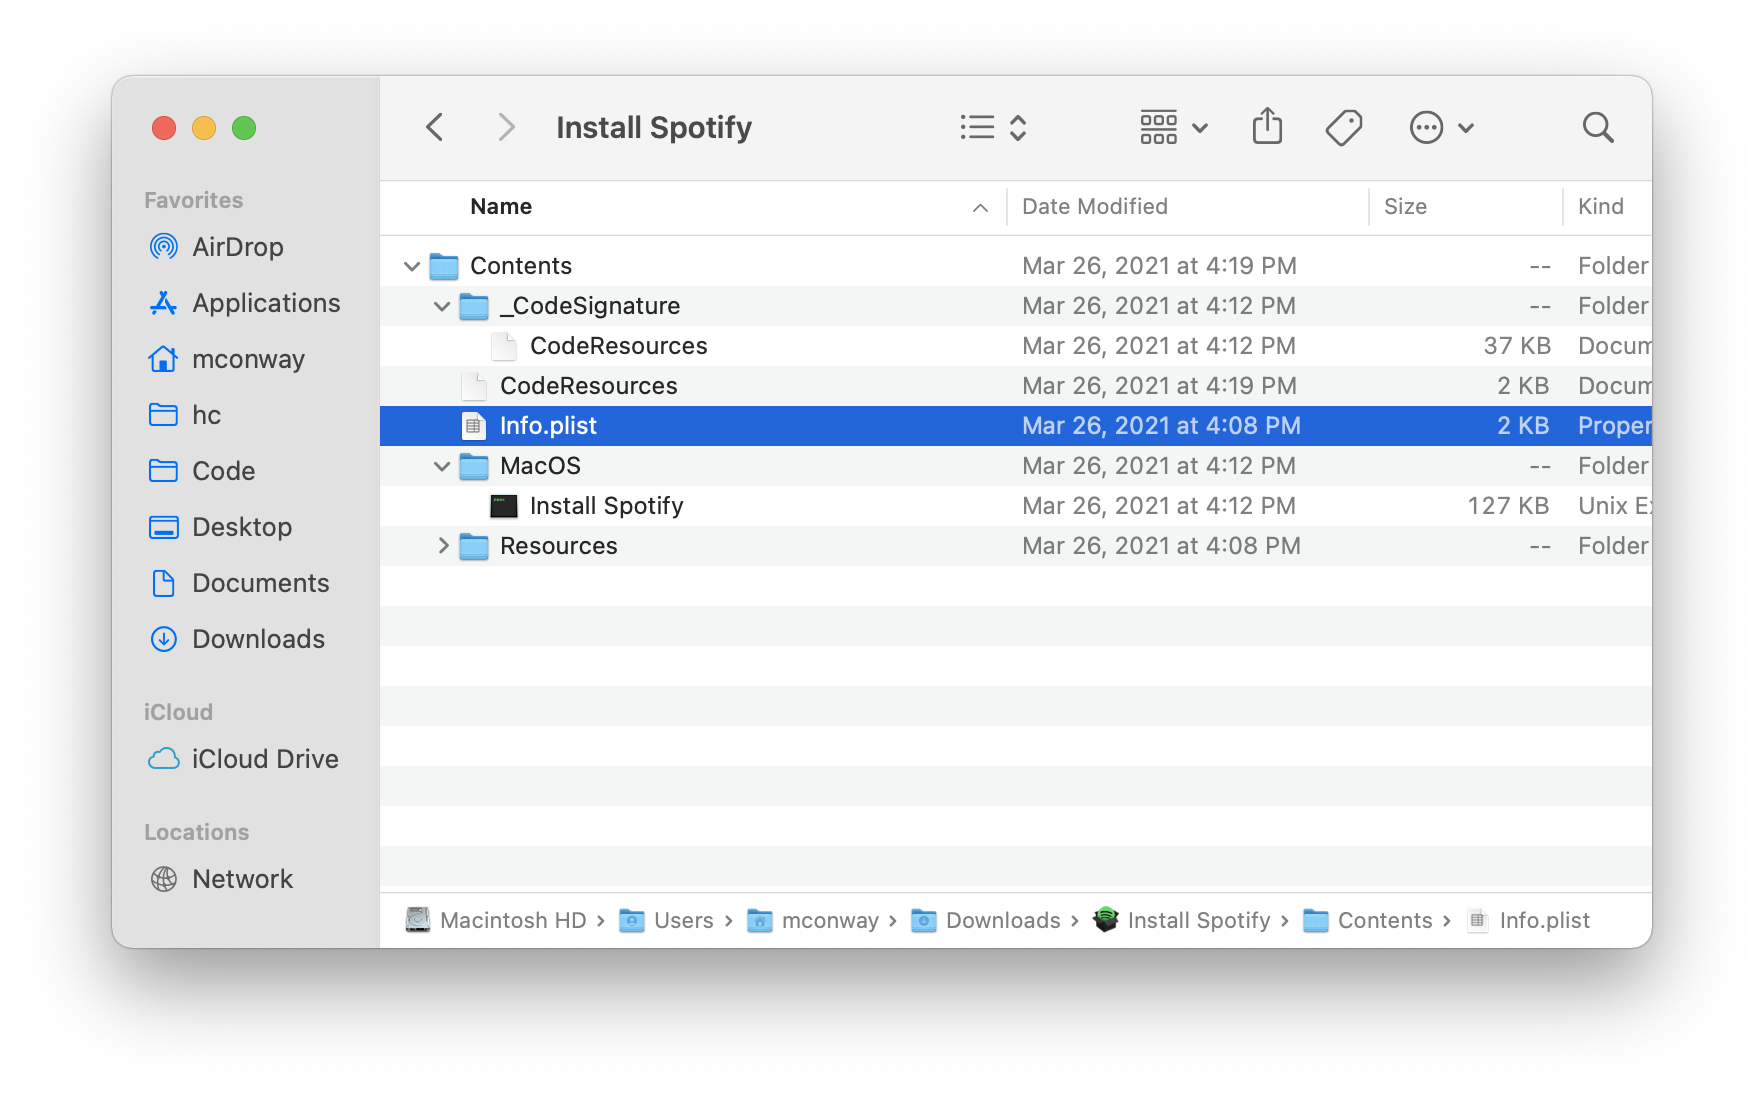 Install Spotify
Favorites
AirDrop
Applications
mconway
hc
Code
Desktop
Documents
Downloads
iCloud
iCloud Drive
Locations
Network
Name Date Modified Size Kind
Contents Mar 26, 2021 at 4:19 PM -- Folder
_CodeSignature Mar 26, 2021 at 4:12 PM -- Folder
CodeResources Mar 26, 2021 at 4:12 PM 37 KB Docum
CodeResources Mar 26, 2021 at 4:19 PM 2 KB Docum
Info.plist Mar 26, 2021 at 4:08 PM 2 KB Proper
MacOS Mar 26, 2021 at 4:12 PM -- Folder
Install Spotify Mar 26, 2021 at 4:12 PM 127 KB Unix Ex
Resources Mar 26, 2021 at 4:08 PM -- Folder
Macintosh HD › Users › mconway › Downloads › Install Spotify › Contents › Info.plist